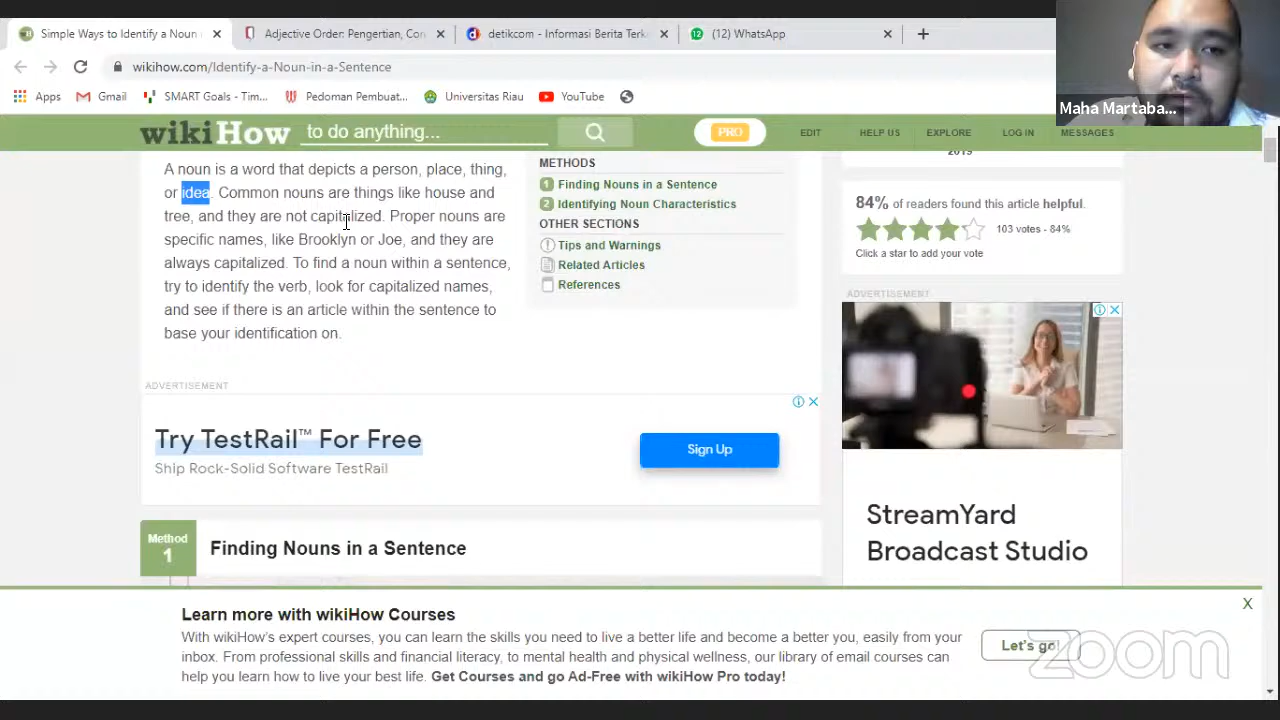 Simple Ways to Identify a Noun
Adjective Order: Pengertian, Con
detikcom - Informasi Berita Terk
(12) WhatsApp
wikihow.com/Identify-a-Noun-in-a-Sentence
Apps
Gmail
SMART Goals - Tim...
Pedoman Pembuat...
Universitas Riau
YouTube
Maha Martaba...
wikiHow
to do anything...
PRO
EDIT
HELP US
EXPLORE
LOG IN
MESSAGES
A noun is a word that depicts a person, place, thing,
or idea. Common nouns are things like house and
tree, and they are not capitalized. Proper nouns are
specific names, like Brooklyn or Joe, and they are
always capitalized. To find a noun within a sentence,
try to identify the verb, look for capitalized names,
and see if there is an article within the sentence to
base your identification on.
METHODS
1 Finding Nouns in a Sentence
2 Identifying Noun Characteristics
OTHER SECTIONS
Tips and Warnings
Related Articles
References
2019
84% of readers found this article helpful.
103 votes - 84%
Click a star to add your vote
ADVERTISEMENT
StreamYard
Broadcast Studio
ADVERTISEMENT
Try TestRail™ For Free
Ship Rock-Solid Software TestRail
Sign Up
Method
1
Finding Nouns in a Sentence
Learn more with wikiHow Courses
X
With wikiHow's expert courses, you can learn the skills you need to live a better life and become a better you, easily from your
inbox. From professional skills and financial literacy, to mental health and physical wellness, our library of email courses can
help you learn how to live your best life. Get Courses and go Ad-Free with wikiHow Pro today!
Let's go!
zoom